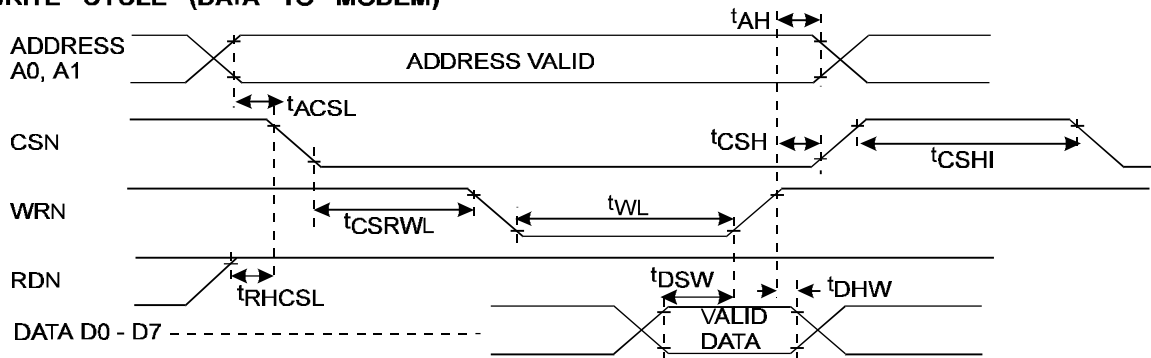 WRITE CYCLE (DATA TO MODEM)
tAH
ADDRESS
A0, A1
ADDRESS VALID
tACSL
CSN
tCSH
tCSHI
WRN
tCSRWL
tWL
RDN
tRHCSL
tDSW
tDHW
DATA D0 - D7
VALID
DATA